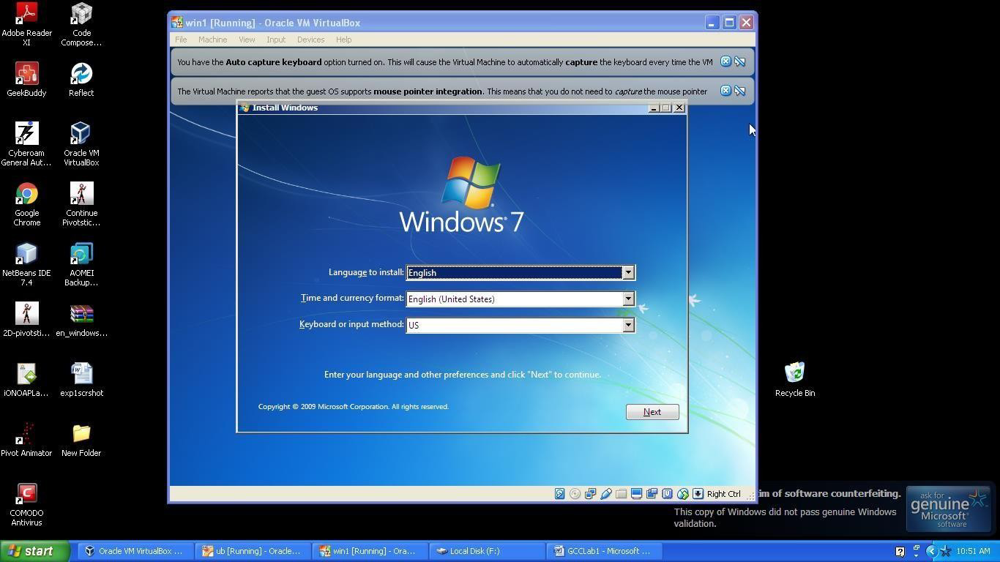 Adobe Reader
XI
Code
Compose...
GeekBuddy
Reflect
Cyberoam
General Aut...
Oracle VM
VirtualBox
Google
Chrome
Continue
Pivotstic...
NetBeans IDE
7.4
AOMEI
Backup...
2D-pivotsti...
en_windows...
iONOAPLa...
exp1scrshot
Pivot Animator
New Folder
COMODO
Antivirus
win1 [Running] - Oracle VM VirtualBox
File Machine View Input Devices Help
You have the Auto capture keyboard option turned on. This will cause the Virtual Machine to automatically capture the keyboard every time the VM
The Virtual Machine reports that the guest OS supports mouse pointer integration. This means that you do not need to capture the mouse pointer
Install Windows
Windows 7
Language to install: English
Time and currency format: English (United States)
Keyboard or input method: US
Enter your language and other preferences and click "Next" to continue.
Copyright © 2009 Microsoft Corporation. All rights reserved.
Next
Right Ctrl
Recycle Bin
tim of software counterfeiting.
This copy of Windows did not pass genuine Windows
validation.
ask for
genuine
Microsoft
software
start
Oracle VM VirtualBox ...
ub [Running] - Oracle...
win1 [Running] - Ora...
Local Disk (F:)
GCCLab1 - Microsoft ...
10:51 AM